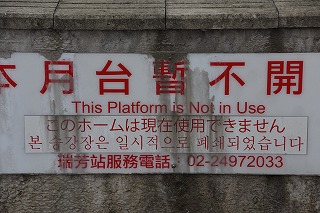 本月台暫不開
This Platform is Not in Use
このホームは現在使用できません
본 승강장은 일시적으로 폐쇄되었습니다
瑞芳站服務電話：02-24972033